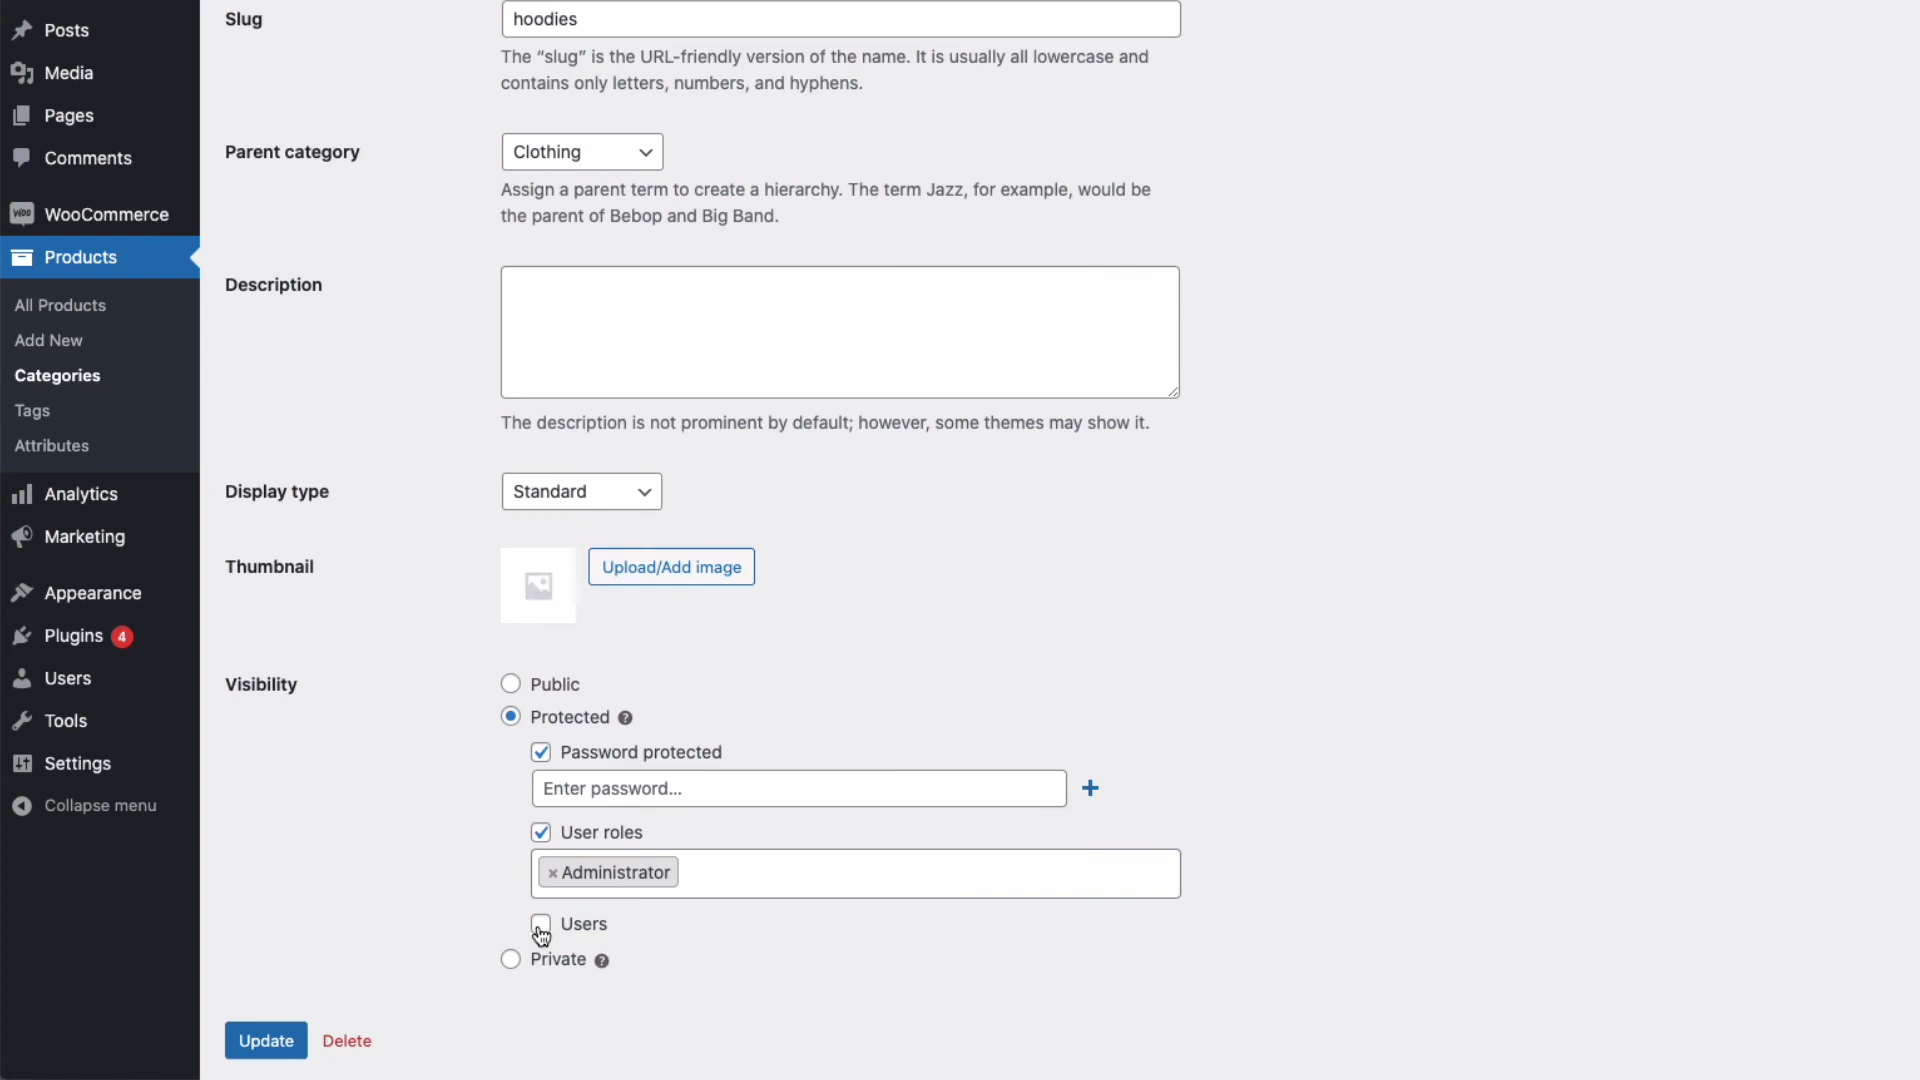 Posts
Media
Pages
Comments
WOO WooCommerce
Products
All Products
Add New
Categories
Tags
Attributes
Analytics
Marketing
Appearance
Plugins 4
Users
Tools
Settings
Collapse menu
Slug
hoodies
The “slug” is the URL-friendly version of the name. It is usually all lowercase and
contains only letters, numbers, and hyphens.
Parent category
Clothing
Assign a parent term to create a hierarchy. The term Jazz, for example, would be
the parent of Bebop and Big Band.
Description
The description is not prominent by default; however, some themes may show it.
Display type
Standard
Thumbnail
Upload/Add image
Visibility
Public
Protected ?
Password protected
Enter password... +
User roles
× Administrator
Users
Private ?
Update Delete